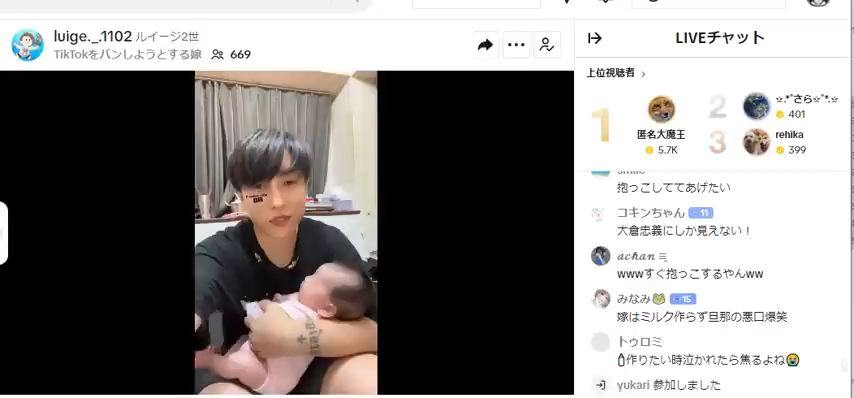 luige._.1102 ルイージ2世
TikTokをバンしようとする嫁 669
LIVEチャット
上位視聴者
1
匿名大魔王
5.7K
2
☆.*˚さら☆˚*.☆
401
3
rehika
399
抱っこしててあげたい
コキンちゃん 11
大倉忠義にしか見えない！
achan
wwwすぐ抱っこするやんww
みなみ🐸 15
嫁はミルク作らず旦那の悪口爆笑
トゥロミ
🍼作りたい時泣かれたら焦るよね😭
yukari 参加しました